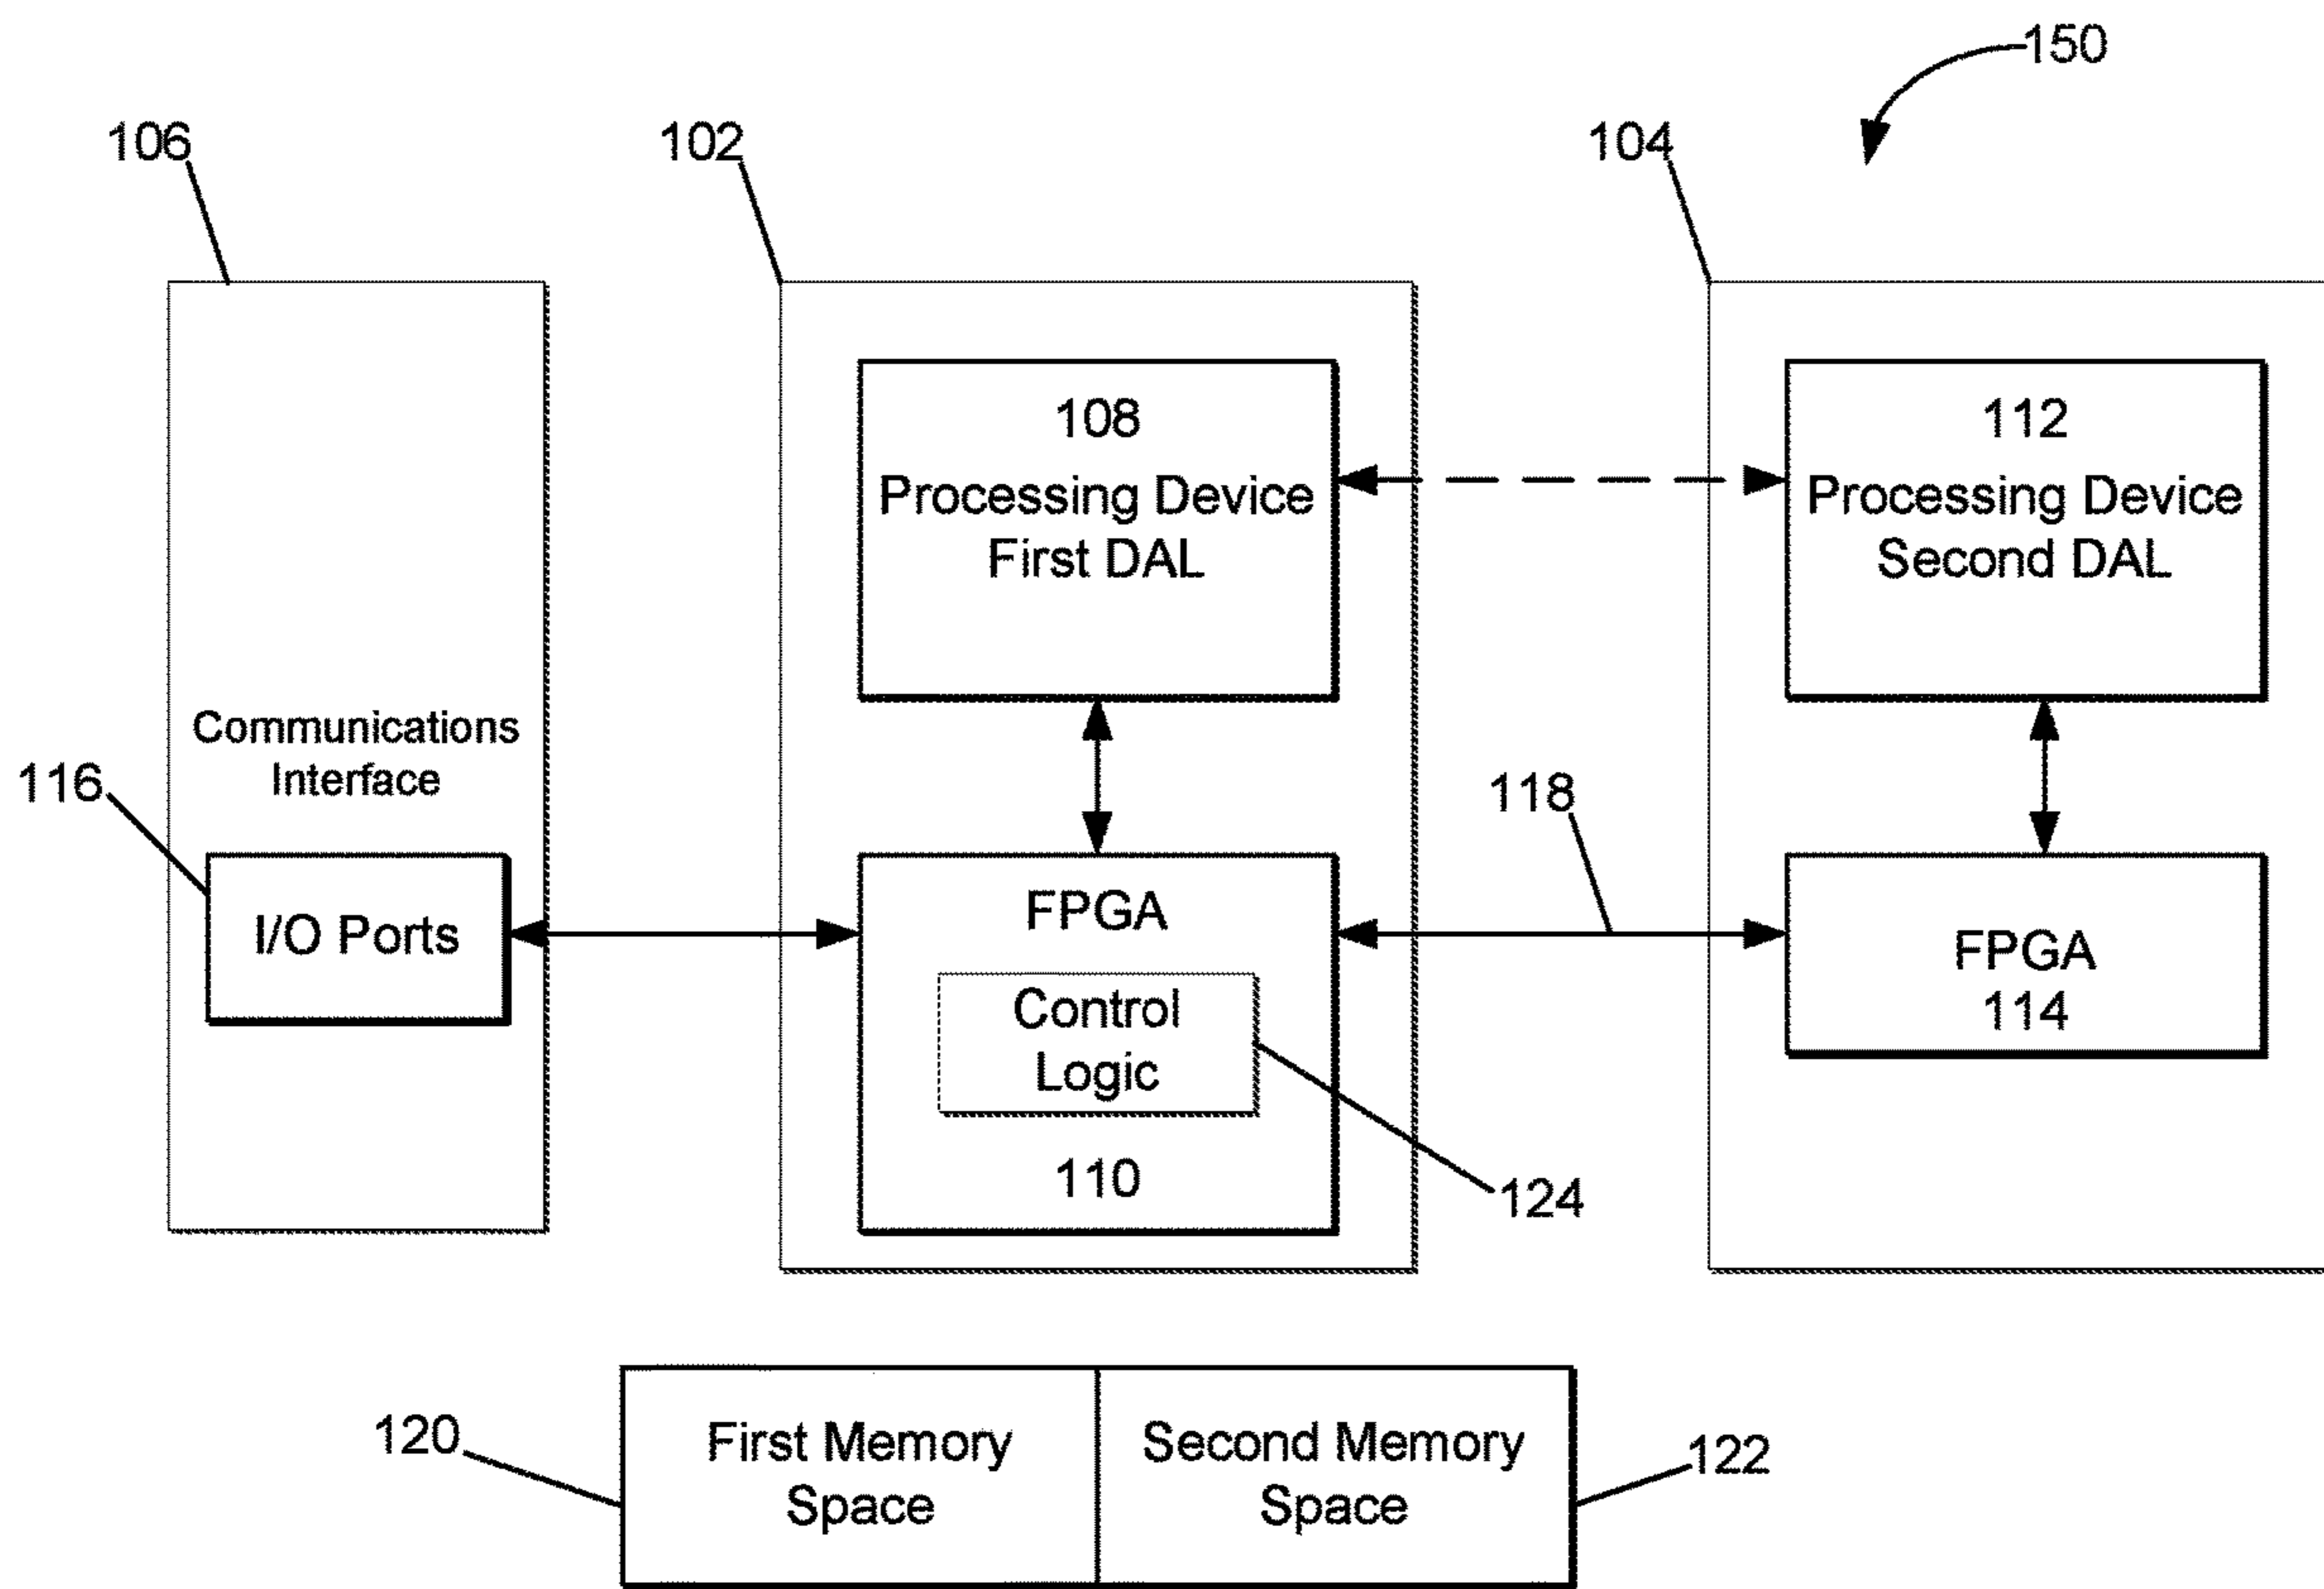 150
106
102
104
108
Processing Device
First DAL
112
Processing Device
Second DAL
Communications
Interface
116
I/O Ports
118
FPGA
Control
Logic
110
124
FPGA
114
120
First Memory
Space
Second Memory
Space
122